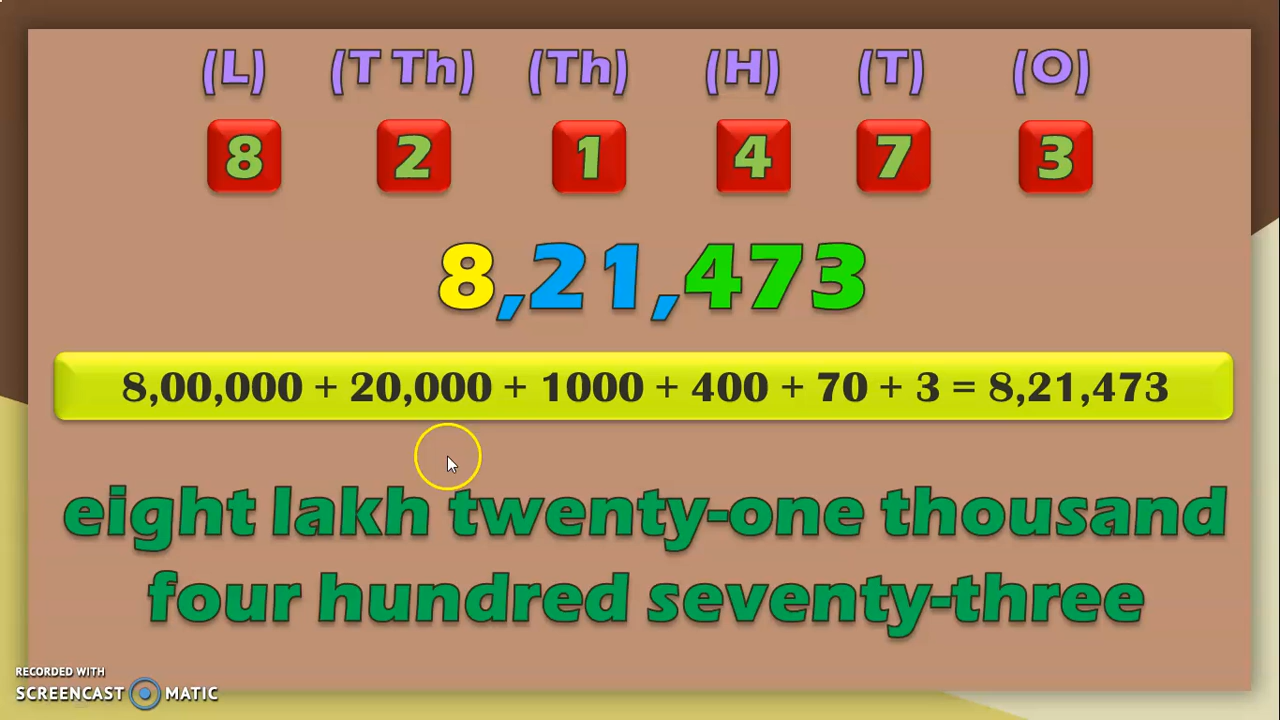 (L) (T Th) (Th) (H) (T) (O)
8 2 1 4 7 3
8,21,473
8,00,000 + 20,000 + 1000 + 400 + 70 + 3 = 8,21,473
eight lakh twenty-one thousand
four hundred seventy-three
RECORDED WITH
SCREENCAST MATIC